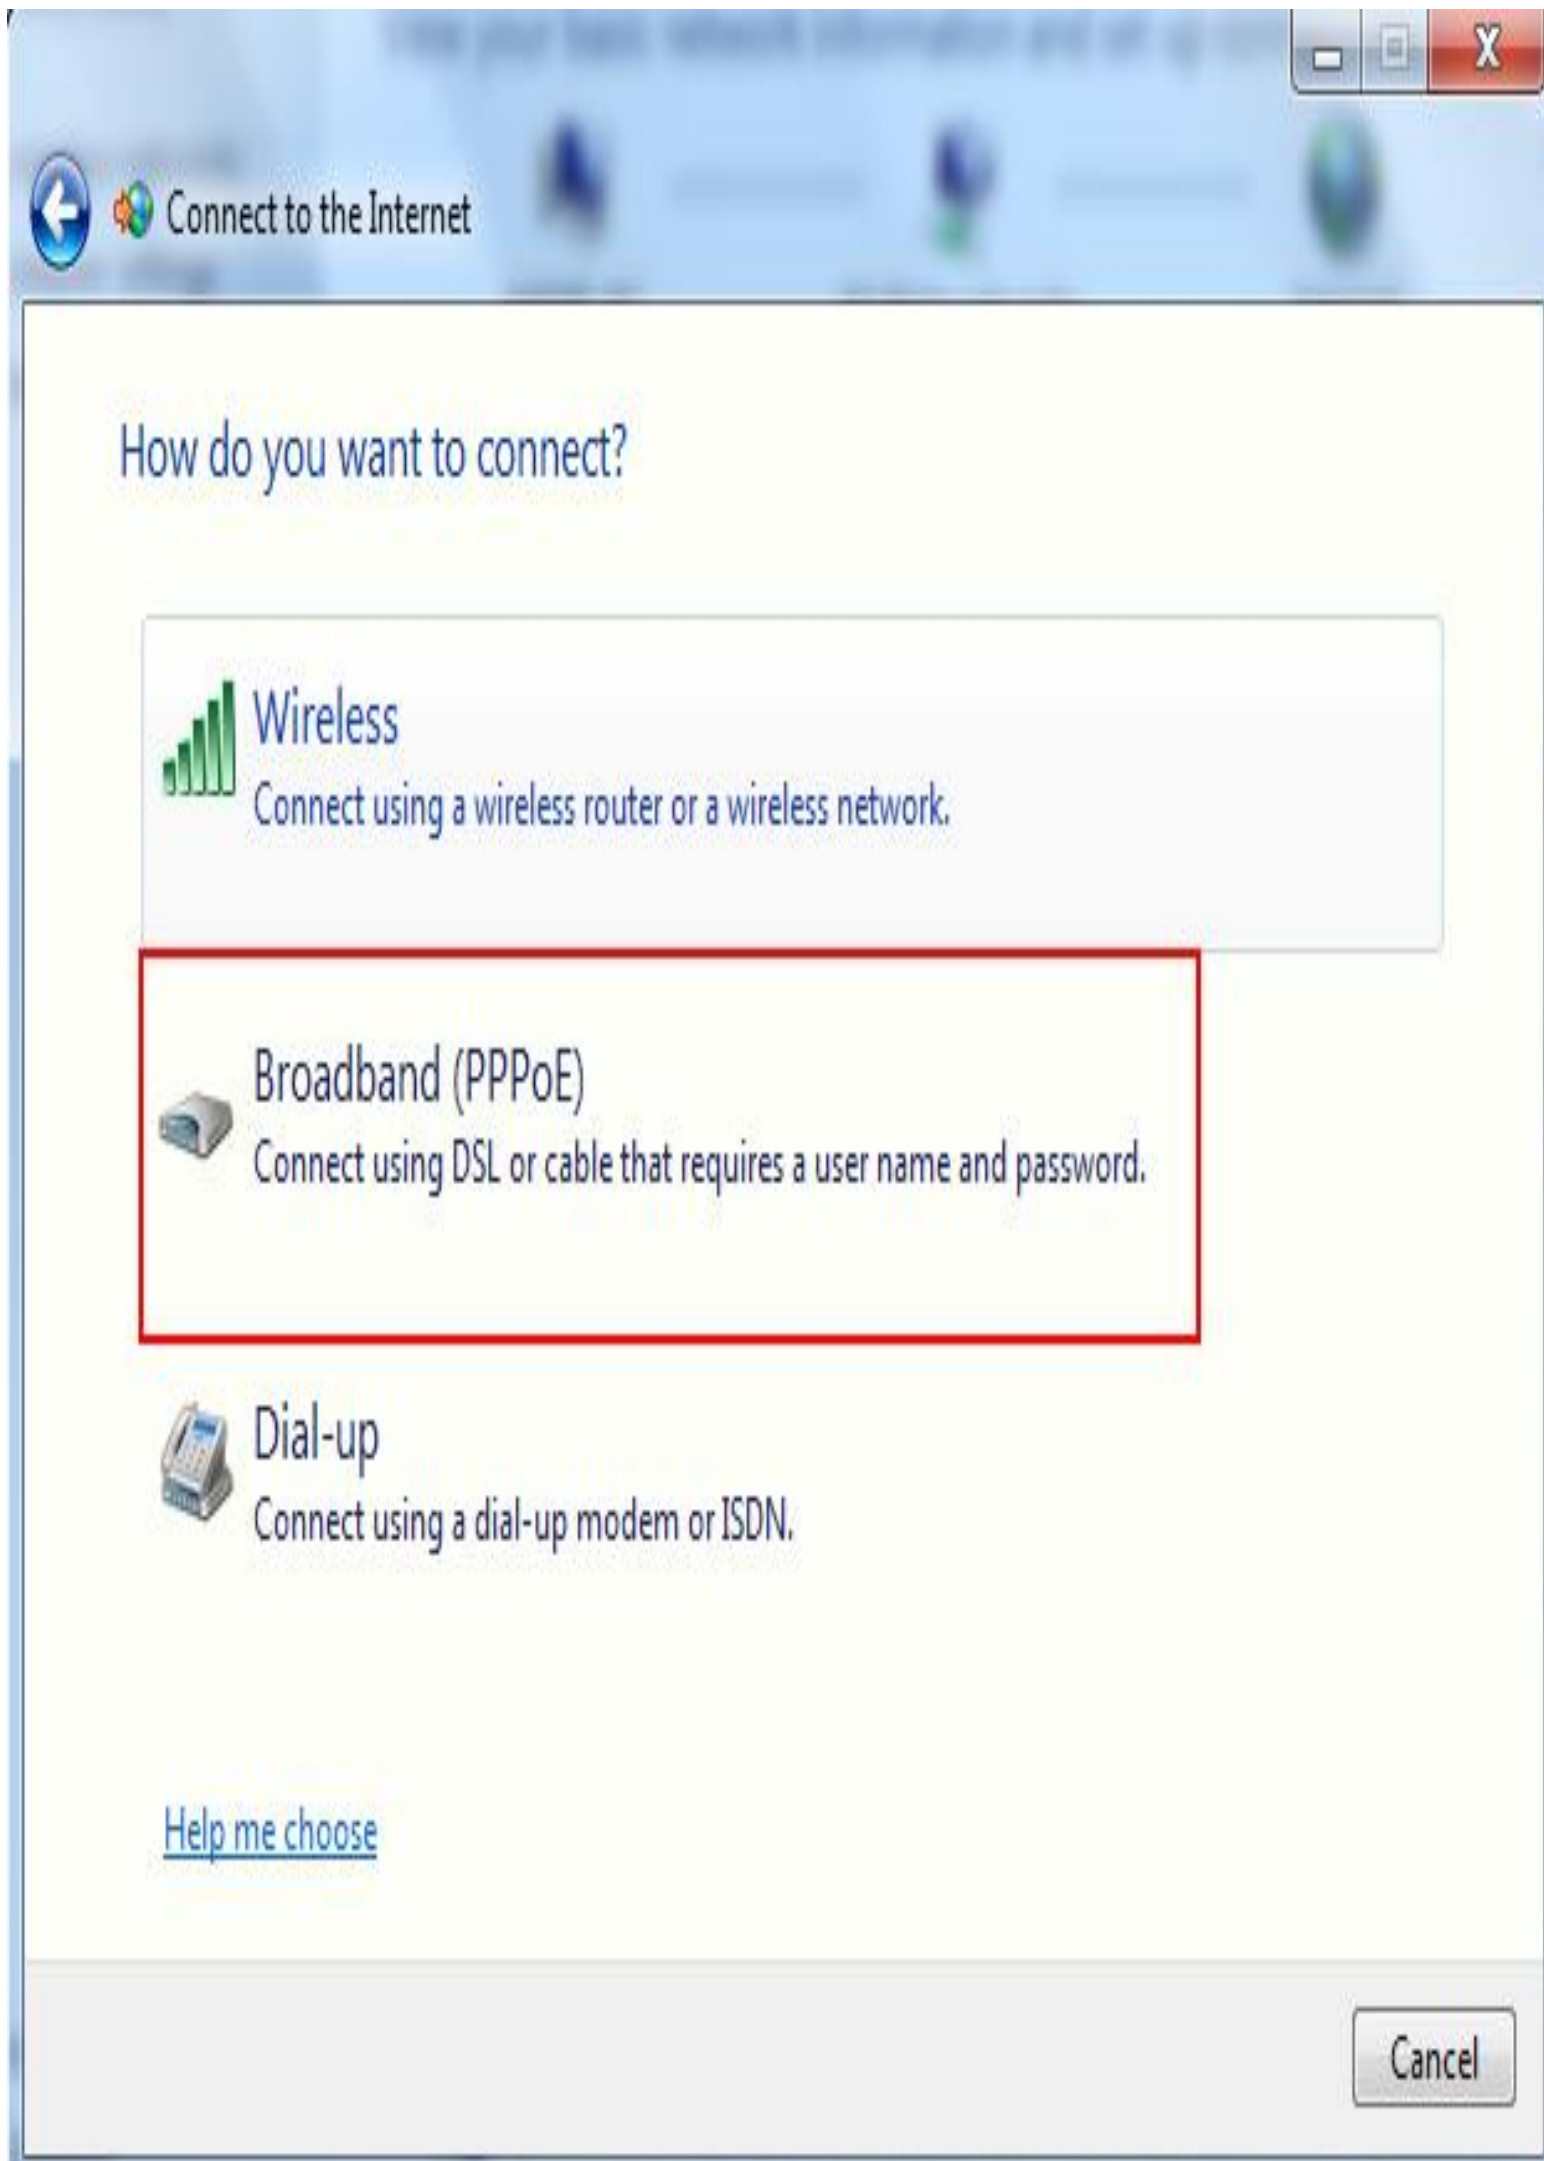 Connect to the Internet
How do you want to connect?
Wireless
Connect using a wireless router or a wireless network.
Broadband (PPPoE)
Connect using DSL or cable that requires a user name and password.
Dial-up
Connect using a dial-up modem or ISDN.
Help me choose
Cancel